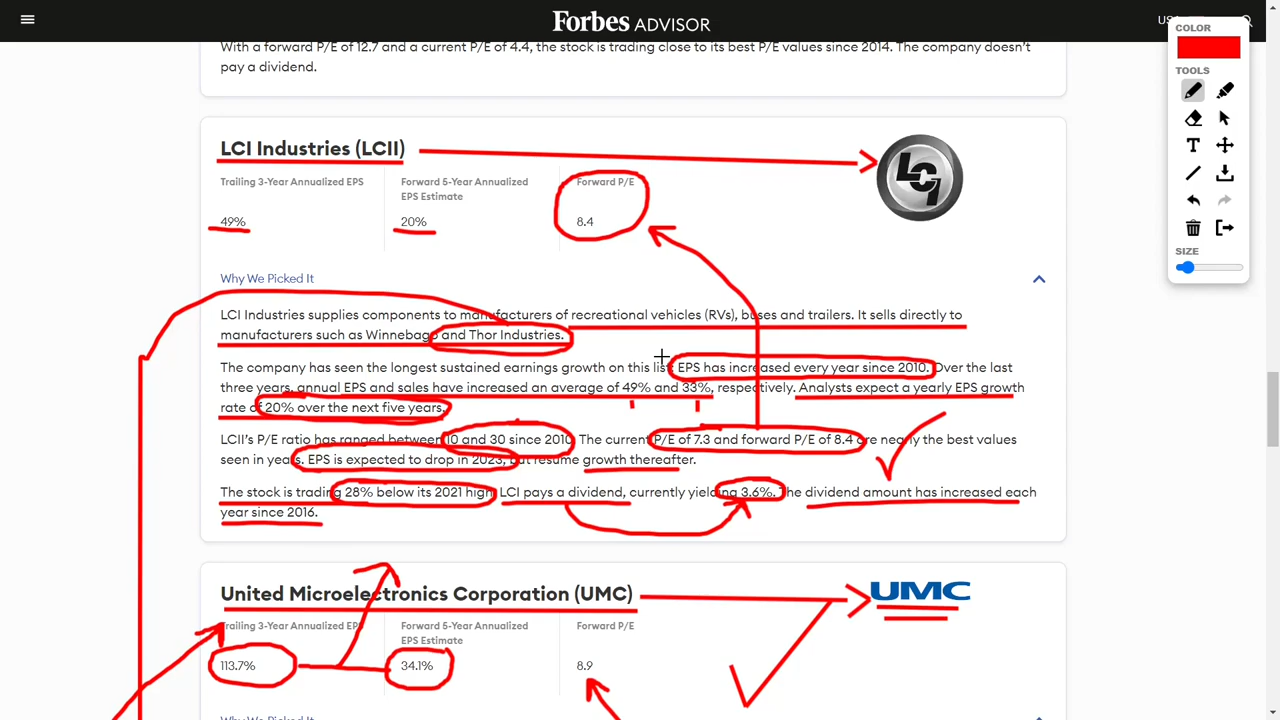 Forbes ADVISOR
US
COLOR
TOOLS
T
SIZE
With a forward P/E of 12.7 and a current P/E of 4.4, the stock is trading close to its best P/E values since 2014. The company doesn't
pay a dividend.
LCI Industries (LCII)
LCI
Trailing 3-Year Annualized EPS
Forward 5-Year Annualized
EPS Estimate
Forward P/E
49%
20%
8.4
Why We Picked It
LCI Industries supplies components to manufacturers of recreational vehicles (RVs), buses and trailers. It sells directly to
manufacturers such as Winnebago and Thor Industries.
The company has seen the longest sustained earnings growth on this list: EPS has increased every year since 2010. Over the last
three years, annual EPS and sales have increased an average of 49% and 33%, respectively. Analysts expect a yearly EPS growth
rate of 20% over the next five years.
LCII's P/E ratio has ranged between 10 and 30 since 2010. The current P/E of 7.3 and forward P/E of 8.4 are nearly the best values
seen in years. EPS is expected to drop in 2023, but resume growth thereafter.
The stock is trading 28% below its 2021 high. LCI pays a dividend, currently yielding 3.6%. The dividend amount has increased each
year since 2016.
United Microelectronics Corporation (UMC)
UMC
Trailing 3-Year Annualized EPS
Forward 5-Year Annualized
EPS Estimate
Forward P/E
113.7%
34.1%
8.9
Why We Picked It